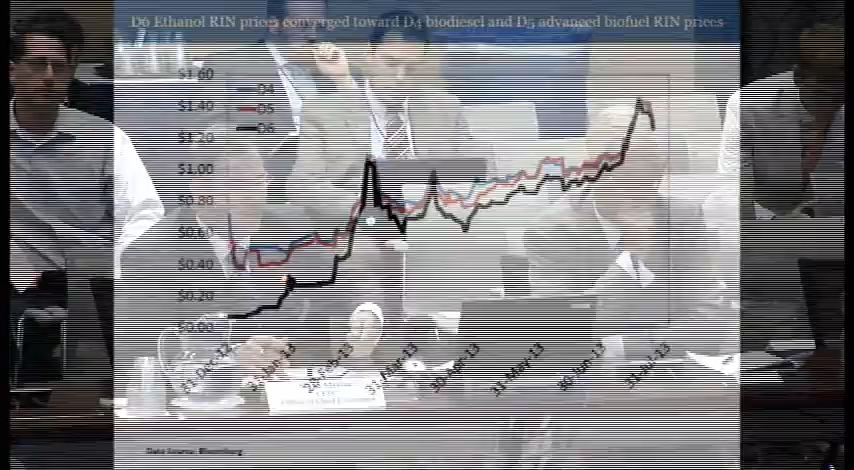 D6 Ethanol RIN prices converged toward D4 biodiesel and D5 advanced biofuel RIN prices
$1.60
$1.40
$1.20
$1.00
$0.80
$0.60
$0.40
$0.20
$0.00
D4
D5
D6
31-Dec-12
31-Jan-13
28-Feb-13
31-Mar-13
30-Apr-13
31-May-13
30-Jun-13
31-Jul-13
Data Source: Bloomberg